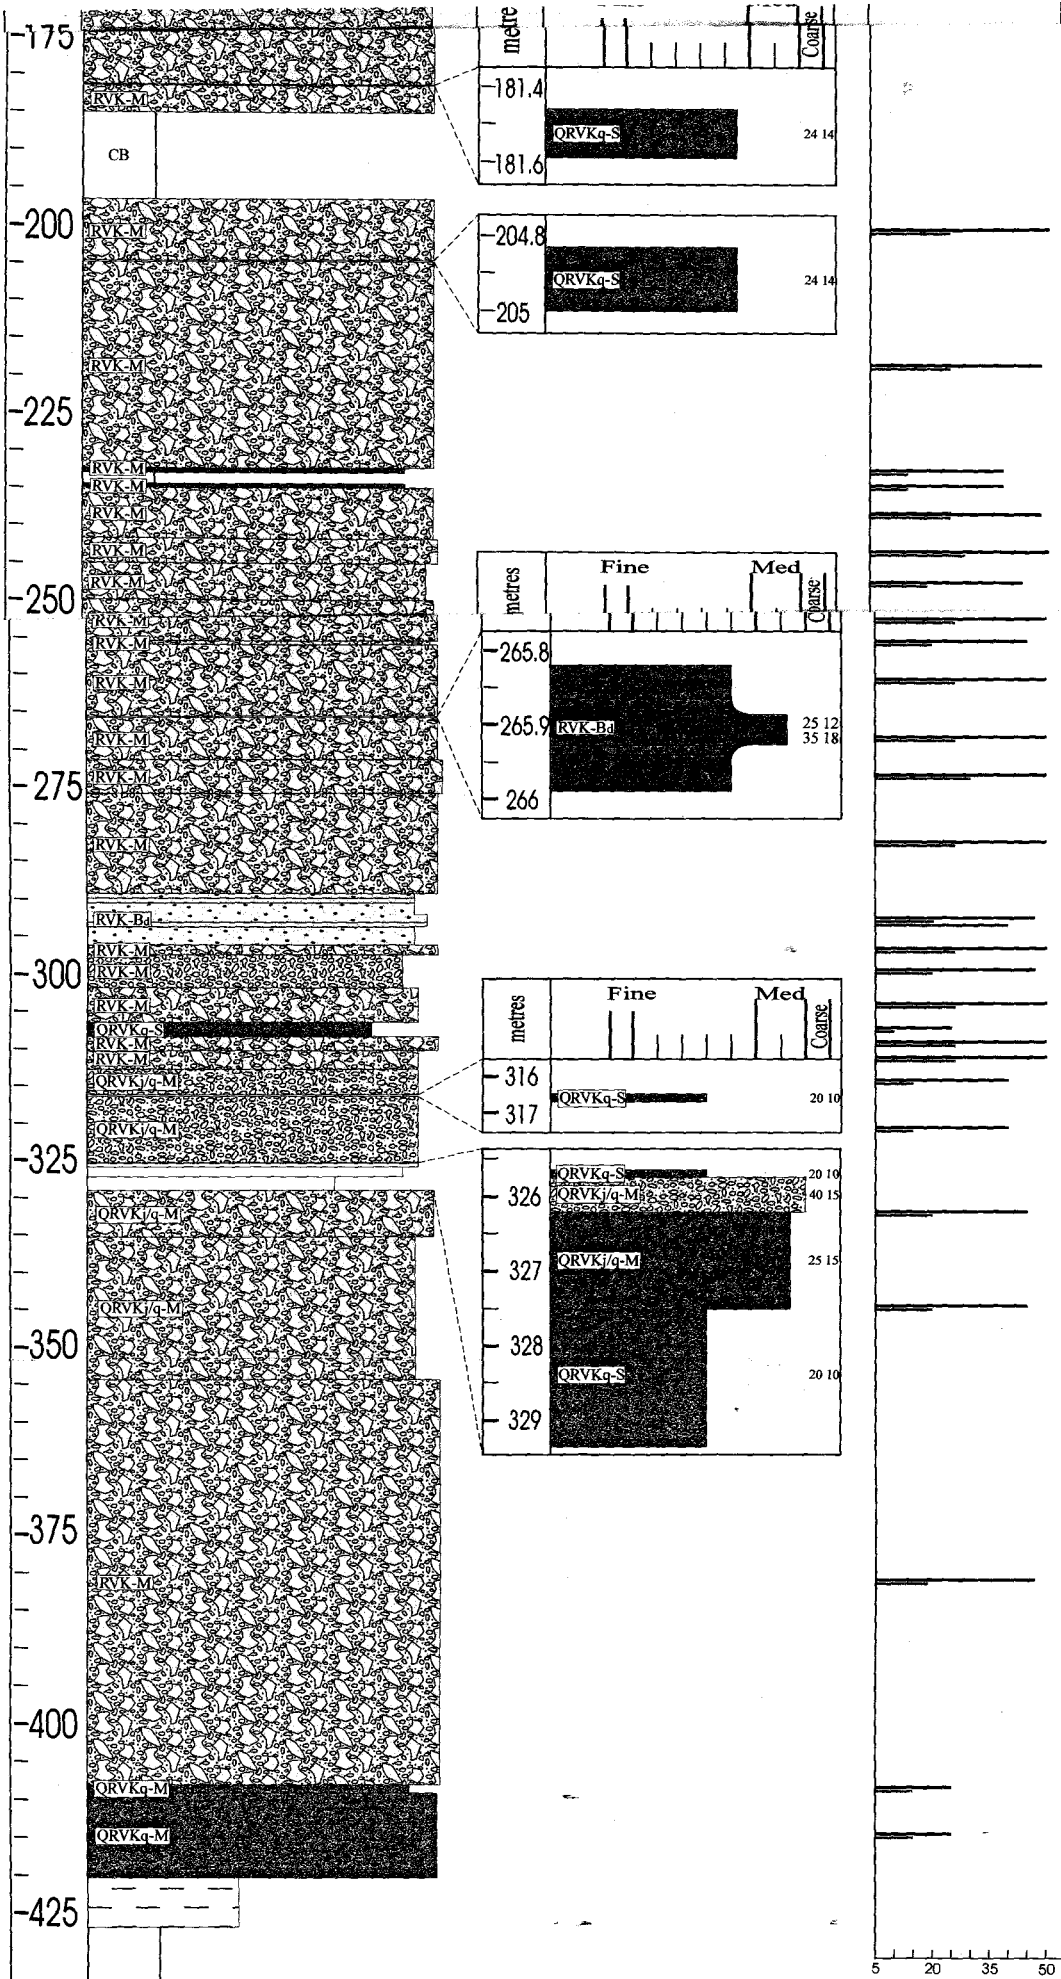 -175
RVK-M
CB
-200
RVK-M
RVK-M
-225
RVK-M
RVK-M
RVK-M
RVK-M
RVK-M
-250
RVK-M
RVK-M
RVK-M
RVK-M
RVK-M
-275
RVK-M
RVK-Bd
RVK-M
-300
RVK-M
RVK-M
QRVKq-S
RVK-M
RVK-M
QRVKj/q-M
QRVKj/q-M
-325
QRVKj/q-M
QRVKj/q-M
-350
-375
RVK-M
-400
QRVKq-M
QRVKq-M
-425
metre
Coarse
181.4
QRVKq-S 24 14
181.6
204.8
QRVKq-S 24 14
205
metres Fine Med Coarse
265.8
265.9 RVK-Bd 25 12
35 18
266
metres Fine Med Coarse
316
QRVKq-S 20 10
317
QRVKq-S 20 10
326 QRVKj/q-M 40 15
327 QRVKj/q-M 25 15
328
QRVKq-S 20 10
329
5 20 35 50